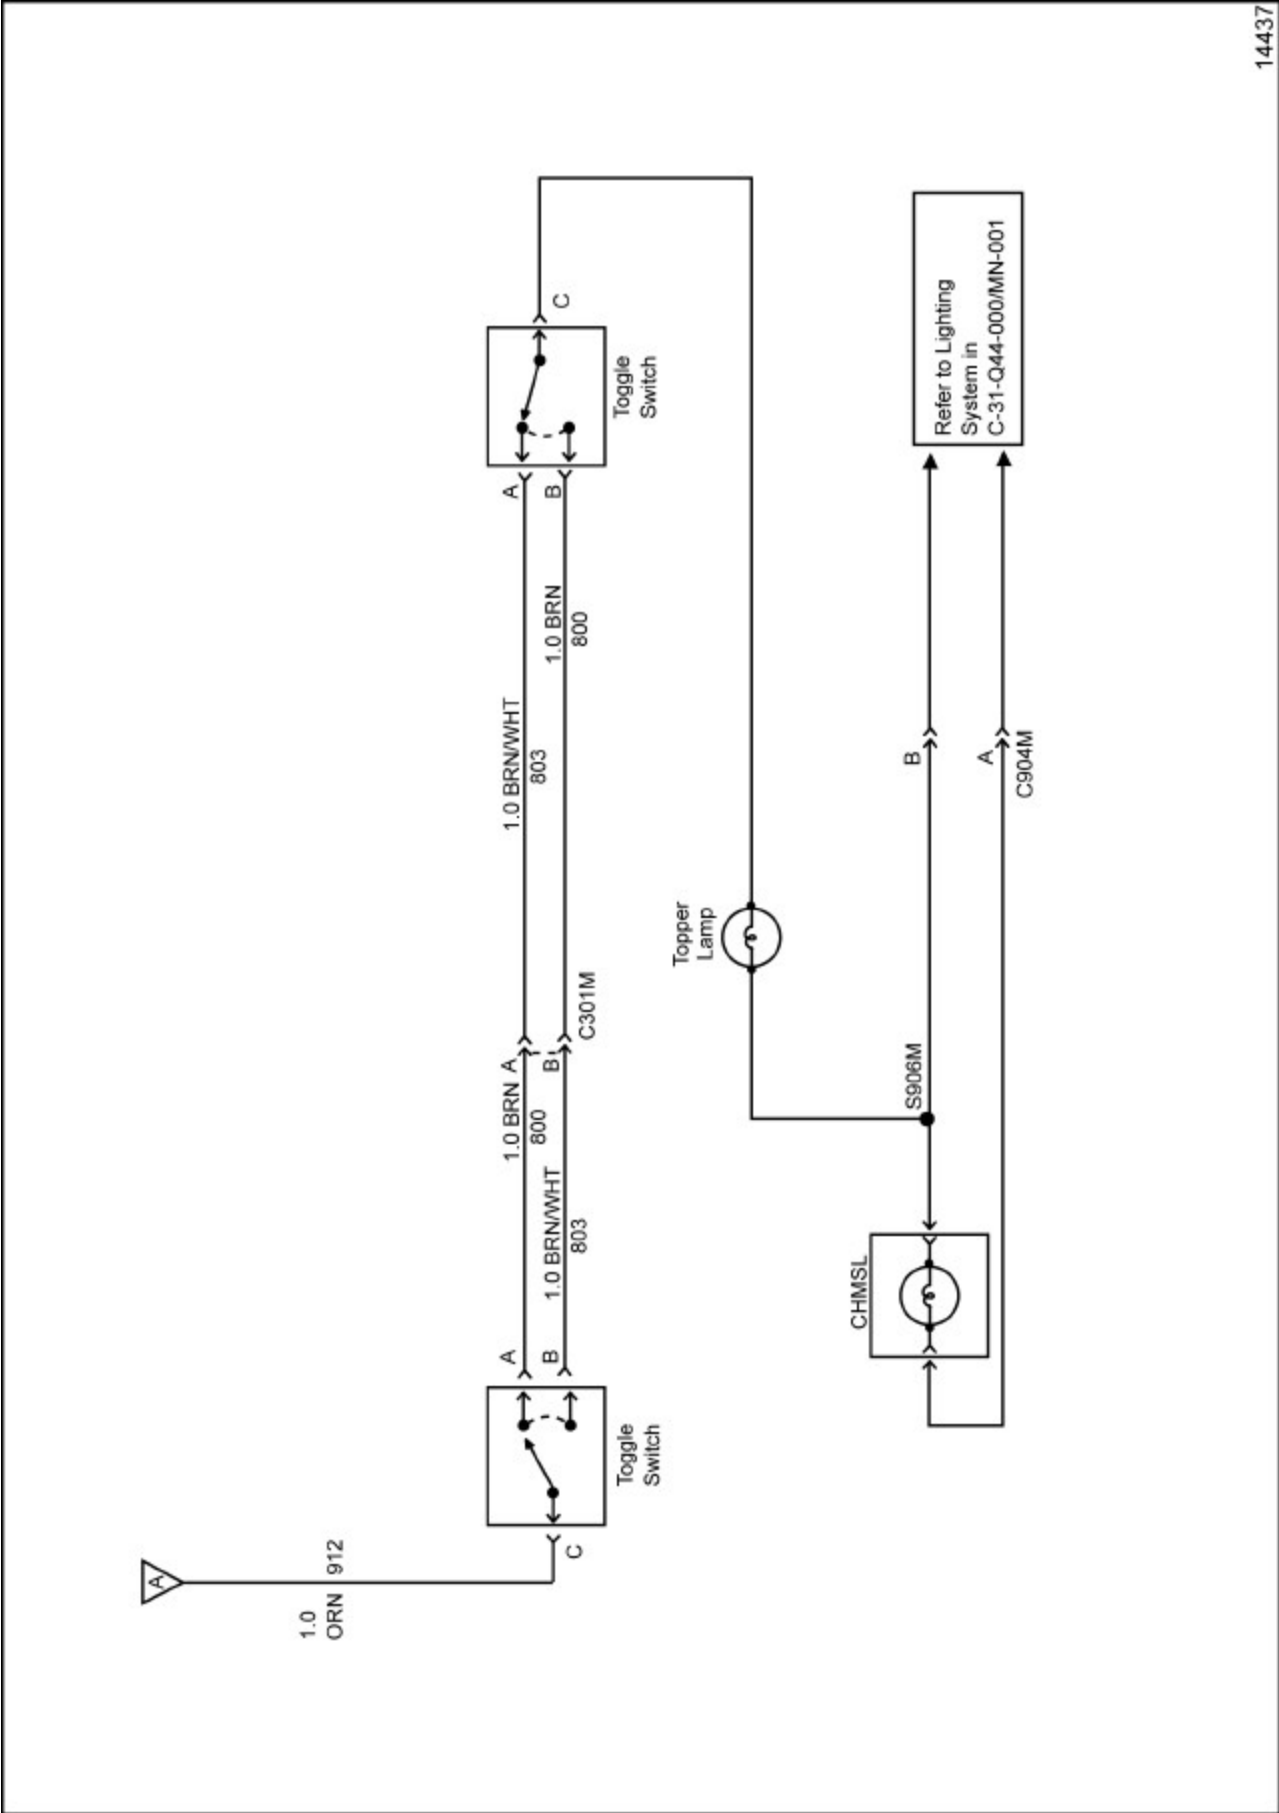 A
1.0
ORN 912
A
1.0 BRN
A
1.0 BRN/WHT
A
800
803
B
1.0 BRN/WHT
B
1.0 BRN
B
C
803
C301M
800
C
Toggle
Switch
Toggle
Switch
Topper
Lamp
CHMSL
S906M
B
Refer to Lighting
System in
C-31-Q44-000/MN-001
A
C904M
14437